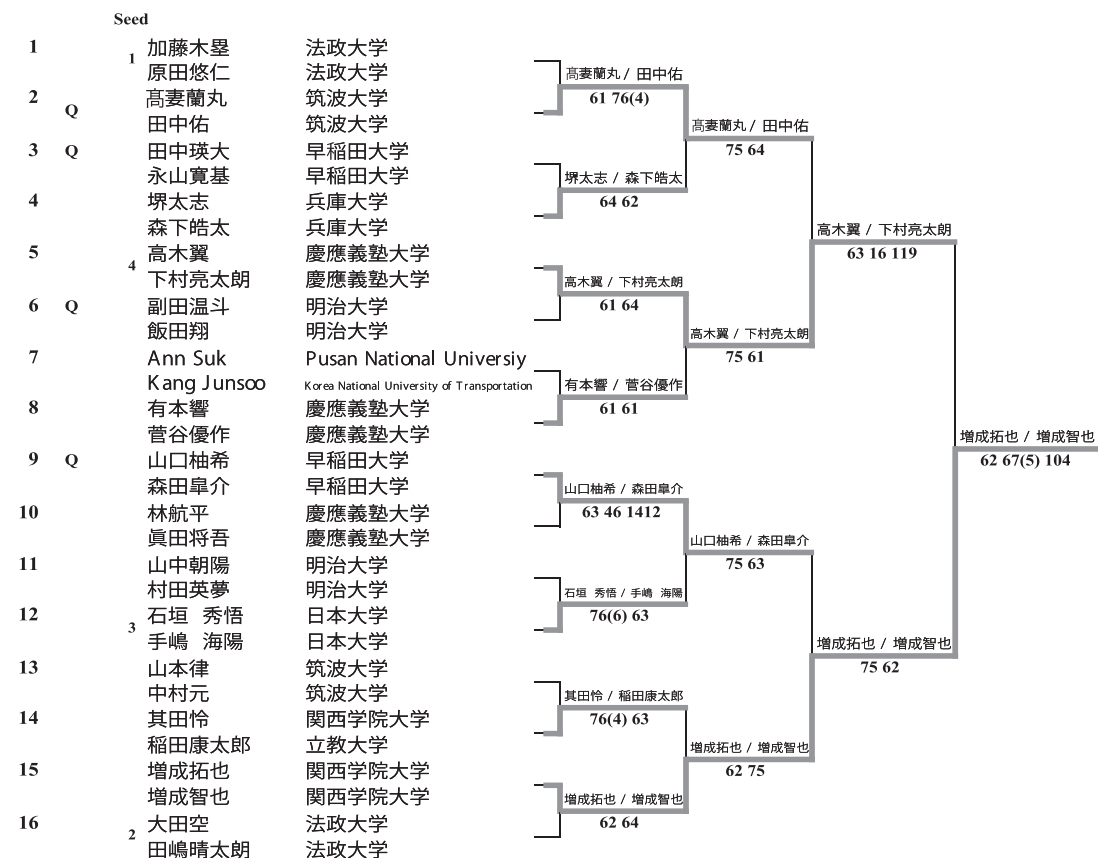 Seed
1 1 加藤木塁 法政大学
原田悠仁 法政大学
2 Q 髙妻蘭丸 筑波大学
田中佑 筑波大学
3 Q 田中瑛大 早稲田大学
永山寛基 早稲田大学
4 堺太志 兵庫大学
森下皓太 兵庫大学
5 4 高木翼 慶應義塾大学
下村亮太朗 慶應義塾大学
6 Q 副田温斗 明治大学
飯田翔 明治大学
7 Ann Suk Pusan National Universiy
Kang Junsoo Korea National University of Transportation
8 有本響 慶應義塾大学
菅谷優作 慶應義塾大学
9 Q 山口柚希 早稲田大学
森田皐介 早稲田大学
10 林航平 慶應義塾大学
眞田将吾 慶應義塾大学
11 山中朝陽 明治大学
村田英夢 明治大学
12 3 石垣 秀悟 日本大学
手嶋 海陽 日本大学
13 山本律 筑波大学
中村元 筑波大学
14 其田怜 関西学院大学
稲田康太郎 立教大学
15 増成拓也 関西学院大学
増成智也 関西学院大学
16 2 大田空 法政大学
田嶋晴太朗 法政大学
髙妻蘭丸 / 田中佑
61 76(4)
堺太志 / 森下皓太
64 62
高木翼 / 下村亮太朗
61 64
有本響 / 菅谷優作
61 61
山口柚希 / 森田皐介
63 46 1412
石垣 秀悟 / 手嶋 海陽
76(6) 63
其田怜 / 稲田康太郎
76(4) 63
増成拓也 / 増成智也
62 64
髙妻蘭丸 / 田中佑
75 64
高木翼 / 下村亮太朗
75 61
山口柚希 / 森田皐介
75 63
増成拓也 / 増成智也
62 75
高木翼 / 下村亮太朗
63 16 119
増成拓也 / 増成智也
75 62
増成拓也 / 増成智也
62 67(5) 104